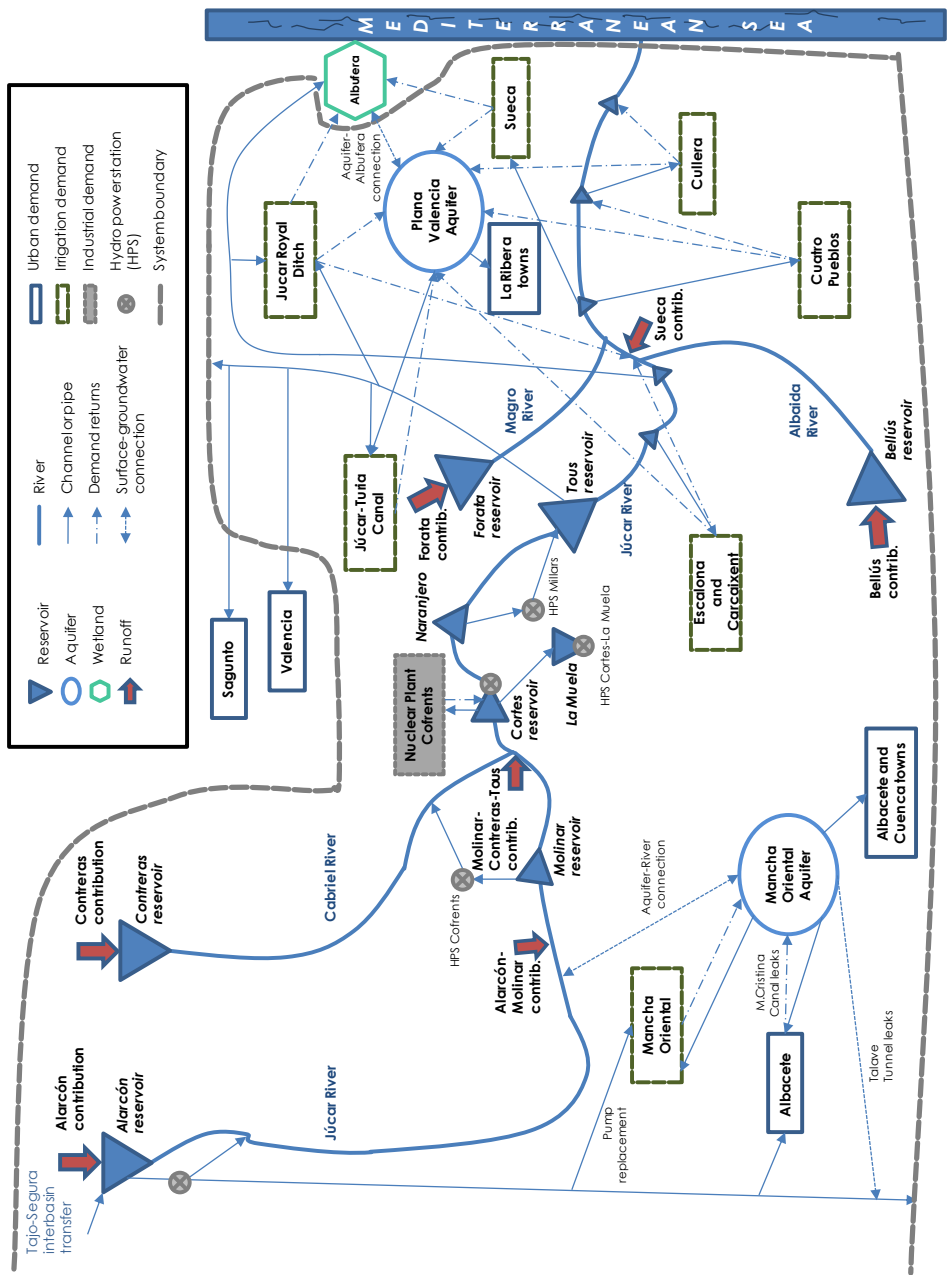 Reservoir
Aquifer
Wetland
Runoff
River
Channel or pipe
Demand returns
Surface-groundwater
connection
Urban demand
Irrigation demand
Industrial demand
Hydropower station
(HPS)
System boundary
Tajo-Segura
interbasin
transfer
Alarcón
contribution
Alarcón
reservoir
Contreras
contribution
Contreras
reservoir
Júcar River
Cabriel River
Sagunto
Valencia
Nuclear Plant
Cofrents
HPS Cofrents
Molinar-
Contreras-Tous
contrib.
Molinar
reservoir
Alarcón-
Molinar
contrib.
Cortes
reservoir
La Muela
HPS Cortes-La Muela
Naranjero
HPS Millars
Júcar-Turia
Canal
Forata
contrib.
Forata
reservoir
Tous
reservoir
Júcar River
Magro
River
Jucar Royal
Ditch
Albufera
Aquifer-
Albufera
connection
Plana
Valencia
Aquifer
La Ribera
towns
Sueca
Cullera
Cuatro
Pueblos
Sueca
contrib.
Albaida
River
Bellús
reservoir
Bellús
contrib.
Escalona
and
Carcaixent
Pump
replacement
Mancha
Oriental
Aquifer-River
connection
Mancha
Oriental
Aquifer
M.Cristina
Canal leaks
Albacete
Talave
Tunnel leaks
Albacete and
Cuenca towns
MEDITERRANEAN SEA